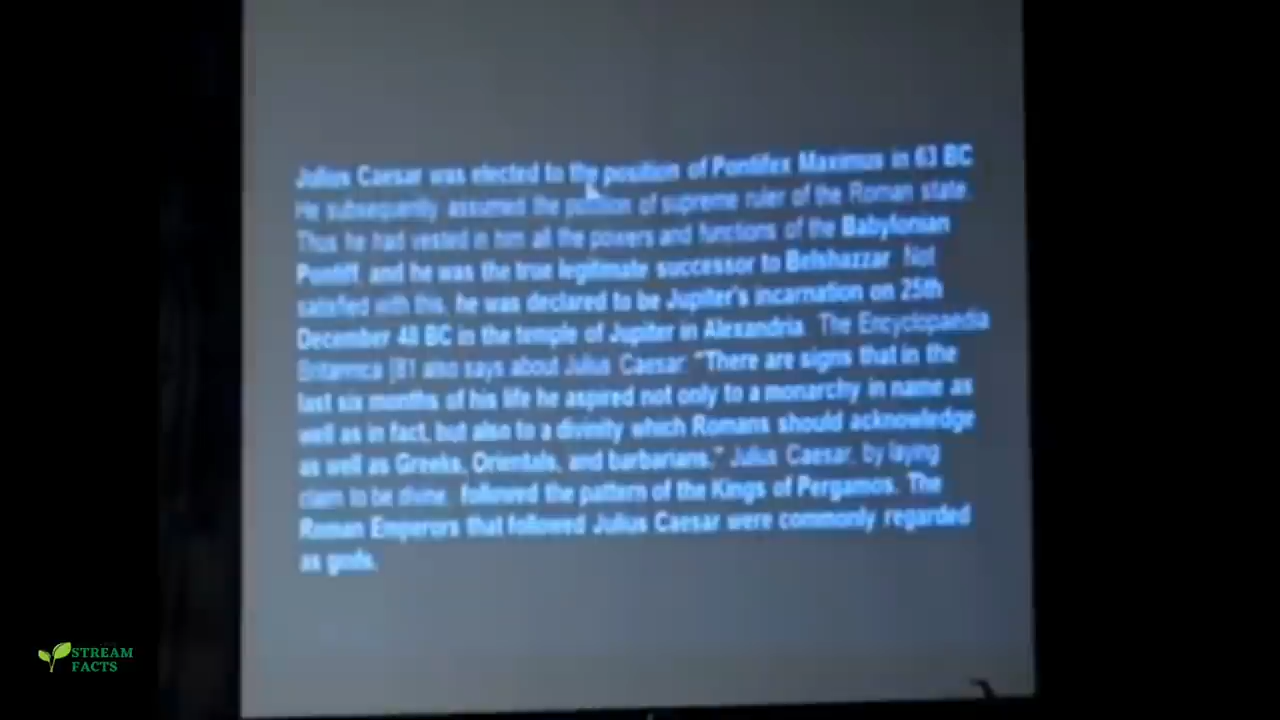 Julius Caesar was elected to the position of Pontifex Maximus in 63 BC
He subsequently assumed the position of supreme ruler of the Roman state.
Thus he had vested in him all the powers and functions of the Babylonian
Pontiff, and he was the true legitimate successor to Belshazzar. Not
satisfied with this, he was declared to be Jupiter's incarnation on 25th
December 48 BC in the temple of Jupiter in Alexandria. The Encyclopaedia
Britannica [81 also says about Julius Caesar: "There are signs that in the
last six months of his life he aspired not only to a monarchy in name as
well as in fact, but also to a divinity which Romans should acknowledge
as well as Greeks, Orientals, and barbarians." Julius Caesar, by laying
claim to be divine, followed the pattern of the Kings of Pergamos. The
Roman Emperors that followed Julius Caesar were commonly regarded
as gods.
STREAM
FACTS